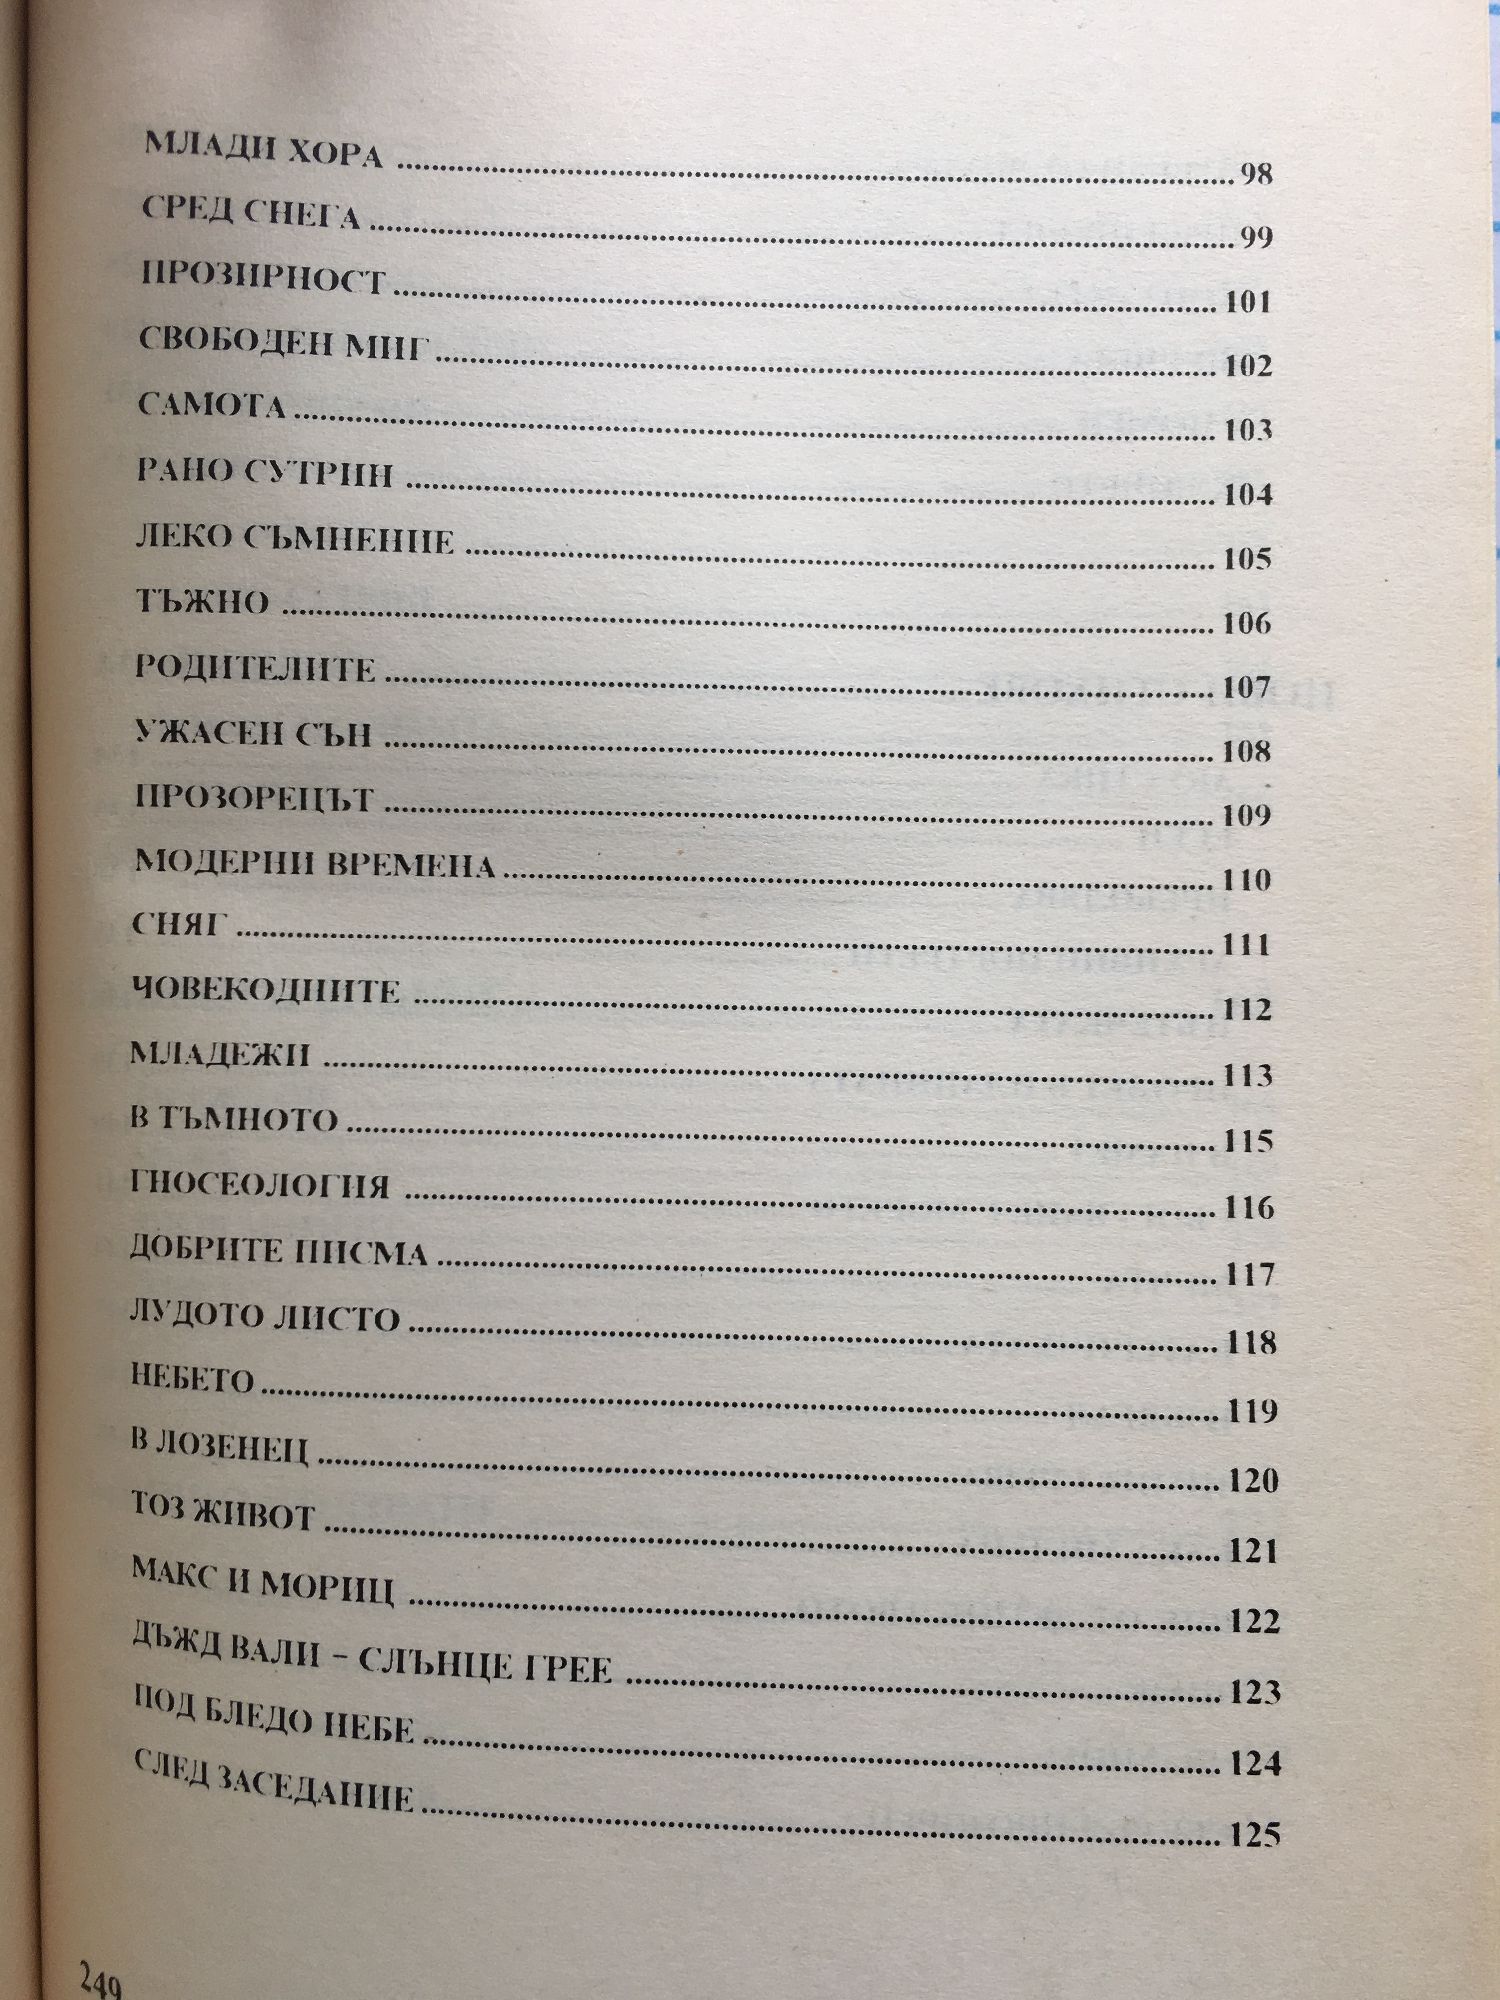 МЛАДИ ХОРА ........ 98
СРЕД СНЕГА ........ 99
ПРОЗИРНОСТ ........ 101
СВОБОДЕН МИГ ........ 102
САМОТА ........ 103
РАНО СУТРИН ........ 104
ЛЕКО СЪМНЕНИЕ ........ 105
ТЪЖНО ........ 106
РОДИТЕЛИТЕ ........ 107
УЖАСЕН СЪН ........ 108
ПРОЗОРЕЦЪТ ........ 109
МОДЕРНИ ВРЕМЕНА ........ 110
СНЯГ ........ 111
ЧОВЕКОДНИТЕ ........ 112
МЛАДЕЖИ ........ 113
В ТЪМНОТО ........ 115
ГНОСЕОЛОГИЯ ........ 116
ДОБРИТЕ ПИСМА ........ 117
ЛУДОТО ЛИСТО ........ 118
НЕБЕТО ........ 119
В ЛОЗЕНЕЦ ........ 120
ТОЗ ЖИВОТ ........ 121
МАКС И МОРИЦ ........ 122
ДЪЖД ВАЛИ – СЛЪНЦЕ ГРЕЕ ........ 123
ПОД БЛЕДО НЕБЕ ........ 124
СЛЕД ЗАСЕДАНИЕ ........ 125
249